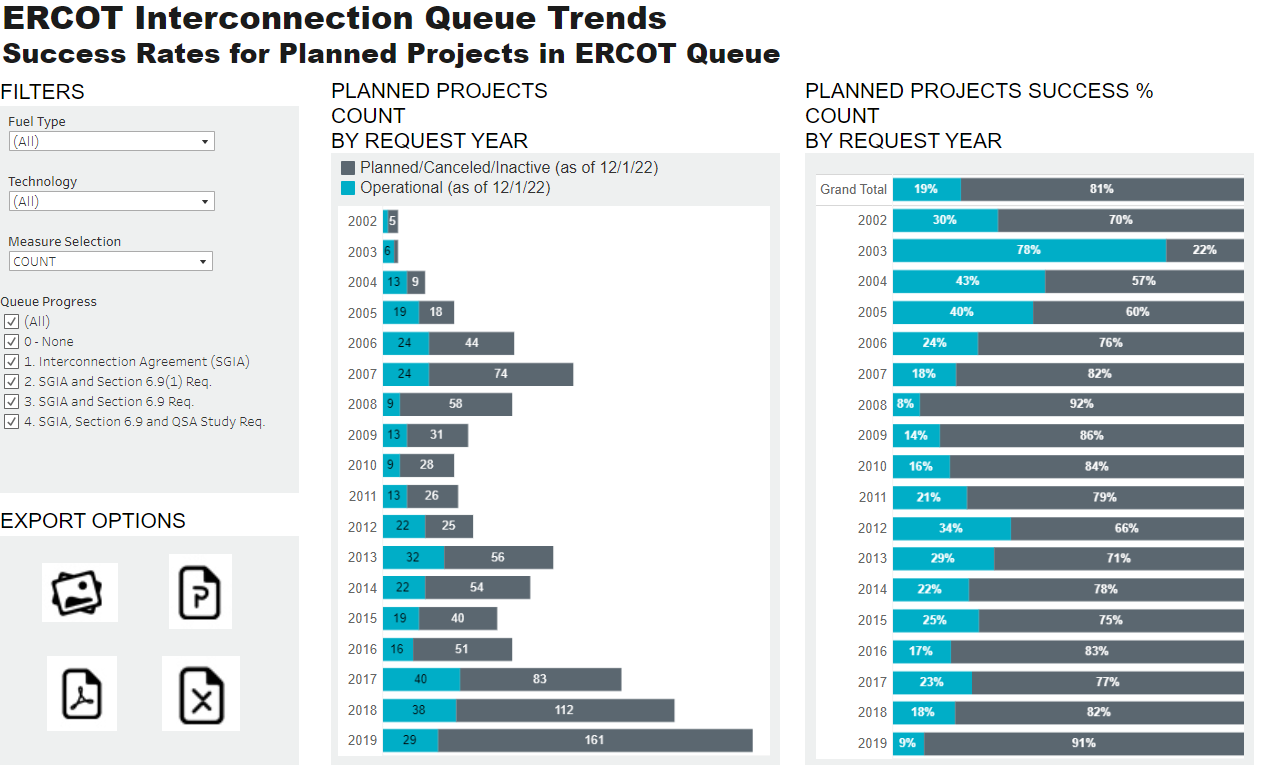 ERCOT Interconnection Queue Trends
Success Rates for Planned Projects in ERCOT Queue
FILTERS
Fuel Type
(All)
Technology
(All)
Measure Selection
COUNT
Queue Progress
(All)
0 - None
1. Interconnection Agreement (SGIA)
2. SGIA and Section 6.9(1) Req.
3. SGIA and Section 6.9 Req.
4. SGIA, Section 6.9 and QSA Study Req.
EXPORT OPTIONS
PLANNED PROJECTS
COUNT
BY REQUEST YEAR
Planned/Canceled/Inactive (as of 12/1/22)
Operational (as of 12/1/22)
2002 5
2003 6
2004 13 9
2005 19 18
2006 24 44
2007 24 74
2008 9 58
2009 13 31
2010 9 28
2011 13 26
2012 22 25
2013 32 56
2014 22 54
2015 19 40
2016 16 51
2017 40 83
2018 38 112
2019 29 161
PLANNED PROJECTS SUCCESS %
COUNT
BY REQUEST YEAR
Grand Total 19% 81%
2002 30% 70%
2003 78% 22%
2004 43% 57%
2005 40% 60%
2006 24% 76%
2007 18% 82%
2008 8% 92%
2009 14% 86%
2010 16% 84%
2011 21% 79%
2012 34% 66%
2013 29% 71%
2014 22% 78%
2015 25% 75%
2016 17% 83%
2017 23% 77%
2018 18% 82%
2019 9% 91%